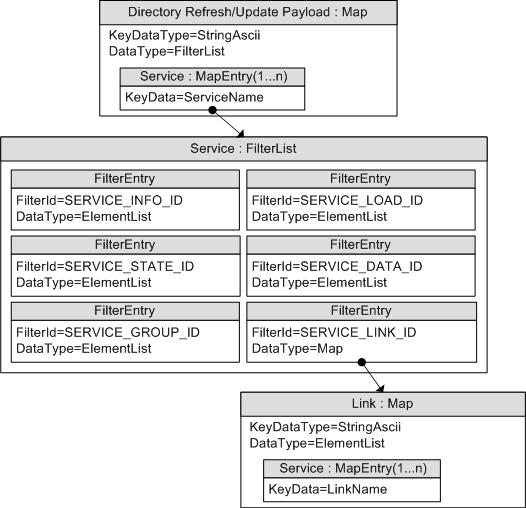 Directory Refresh/Update Payload : Map
KeyDataType=StringAscii
DataType=FilterList
Service : MapEntry(1...n)
KeyData=ServiceName
Service : FilterList
FilterEntry
FilterId=SERVICE_INFO_ID
DataType=ElementList
FilterEntry
FilterId=SERVICE_LOAD_ID
DataType=ElementList
FilterEntry
FilterId=SERVICE_STATE_ID
DataType=ElementList
FilterEntry
FilterId=SERVICE_DATA_ID
DataType=ElementList
FilterEntry
FilterId=SERVICE_GROUP_ID
DataType=ElementList
FilterEntry
FilterId=SERVICE_LINK_ID
DataType=Map
Link : Map
KeyDataType=StringAscii
DataType=ElementList
Service : MapEntry(1...n)
KeyData=LinkName